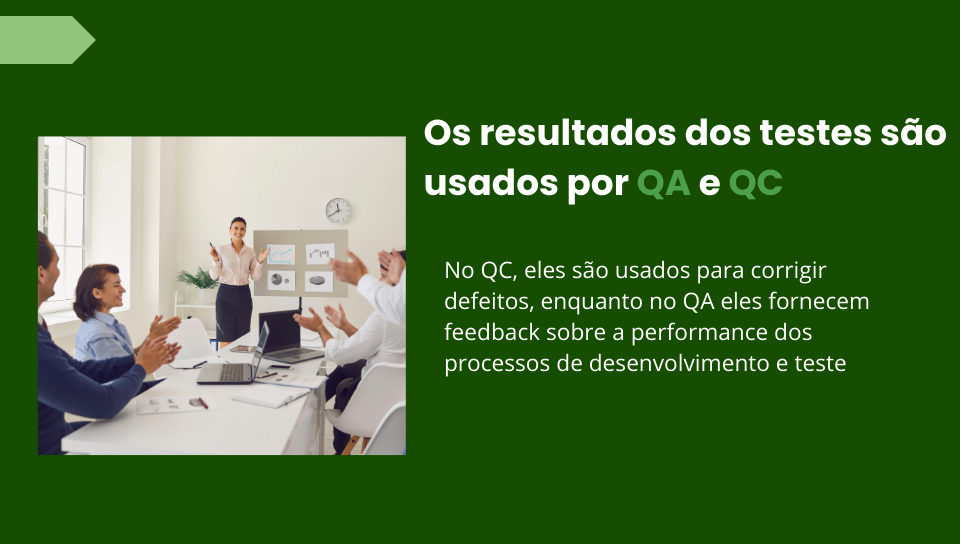 Os resultados dos testes são
usados por QA e QC
No QC, eles são usados para corrigir
defeitos, enquanto no QA eles fornecem
feedback sobre a performance dos
processos de desenvolvimento e teste